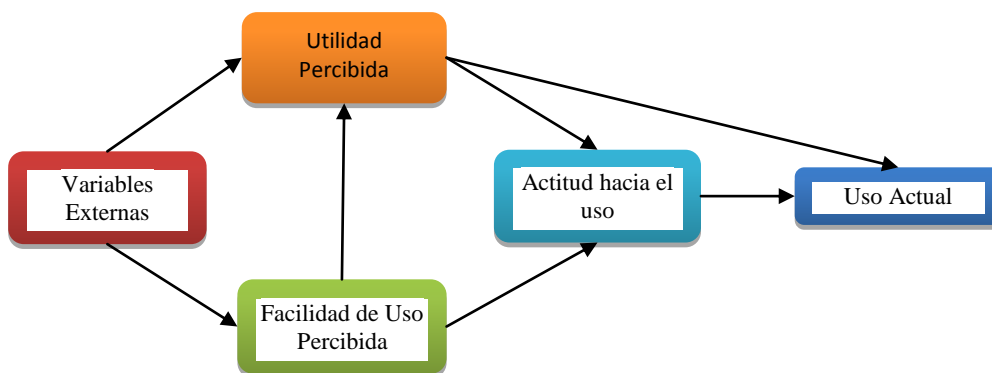 Utilidad
Percibida
Variables
Externas
Actitud hacia el
uso
Uso Actual
Facilidad de Uso
Percibida